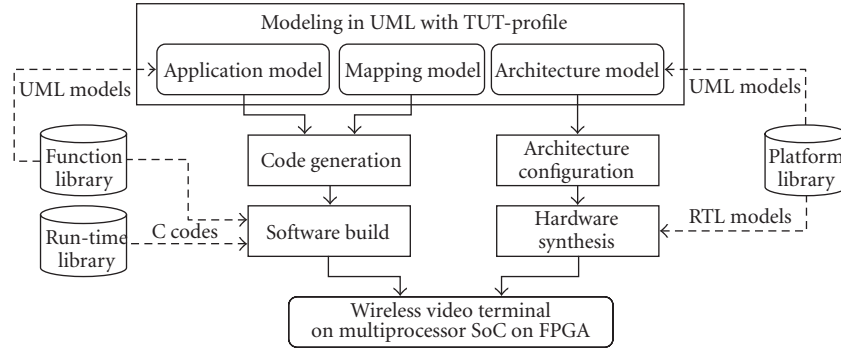 Modeling in UML with TUT-profile
Application model
Mapping model
Architecture model
UML models
UML models
Function
library
Code generation
Architecture
configuration
Platform
library
Run-time
library
C codes
Software build
Hardware
synthesis
RTL models
Wireless video terminal
on multiprocessor SoC on FPGA